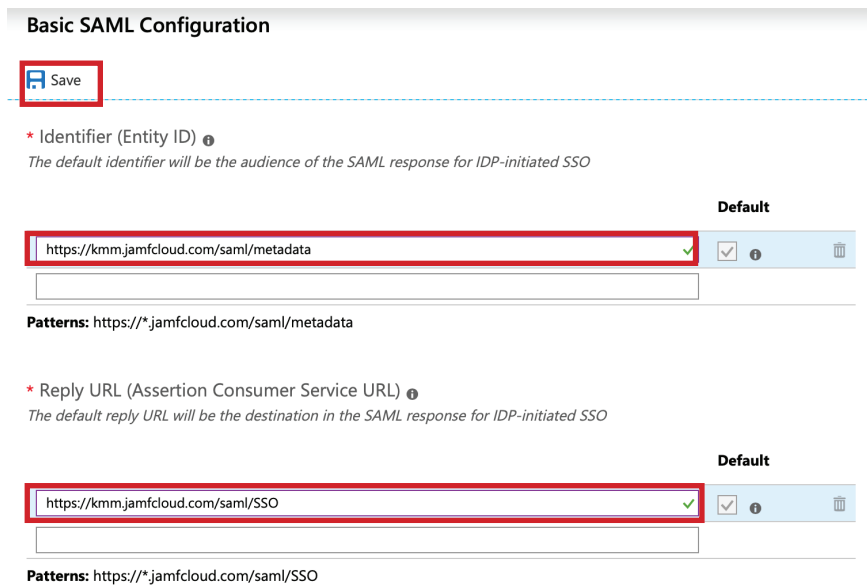 Basic SAML Configuration
Save
* Identifier (Entity ID)
The default identifier will be the audience of the SAML response for IDP-initiated SSO
Default
https://kmm.jamfcloud.com/saml/metadata
Patterns: https://*.jamfcloud.com/saml/metadata
* Reply URL (Assertion Consumer Service URL)
The default reply URL will be the destination in the SAML response for IDP-initiated SSO
Default
https://kmm.jamfcloud.com/saml/SSO
Patterns: https://*.jamfcloud.com/saml/SSO